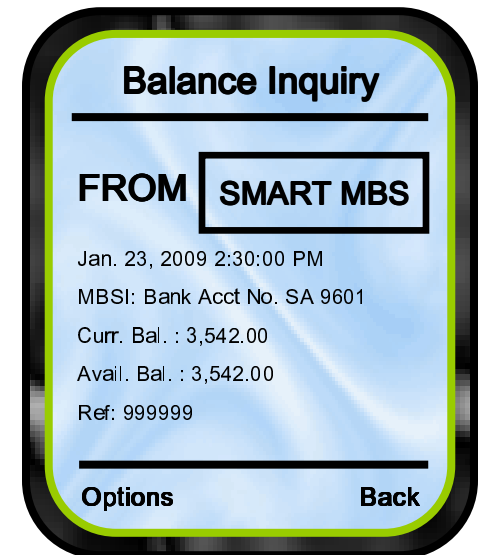 Balance Inquiry
FROM SMART MBS
Jan. 23, 2009 2:30:00 PM
MBSI: Bank Acct No. SA 9601
Curr. Bal. : 3,542.00
Avail. Bal. : 3,542.00
Ref: 999999
Options Back